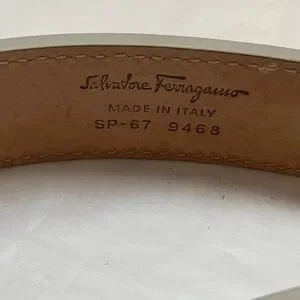 Salvatore Ferragamo
MADE IN ITALY
SP-67 9468